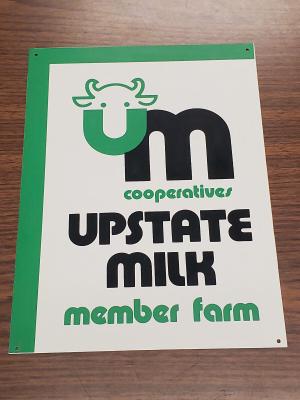 um
cooperatives
UPSTATE
MILK
member farm